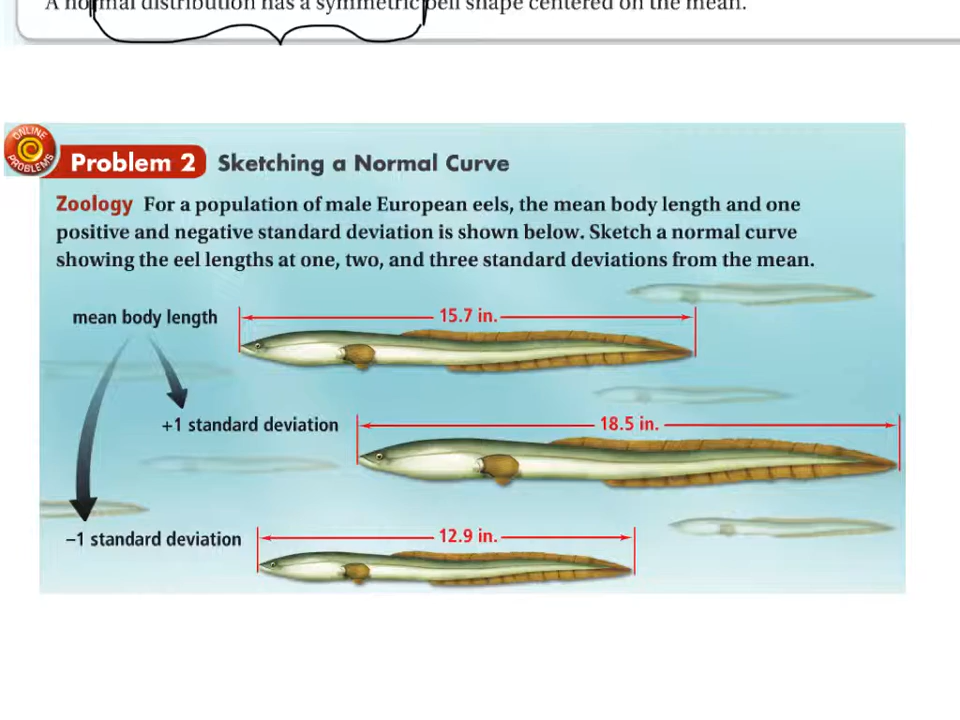 A normal distribution has a symmetric bell shape centered on the mean.
ONLINE
PROBLEMS
Problem 2 Sketching a Normal Curve
Zoology For a population of male European eels, the mean body length and one
positive and negative standard deviation is shown below. Sketch a normal curve
showing the eel lengths at one, two, and three standard deviations from the mean.
mean body length
15.7 in.
+1 standard deviation
18.5 in.
−1 standard deviation
12.9 in.